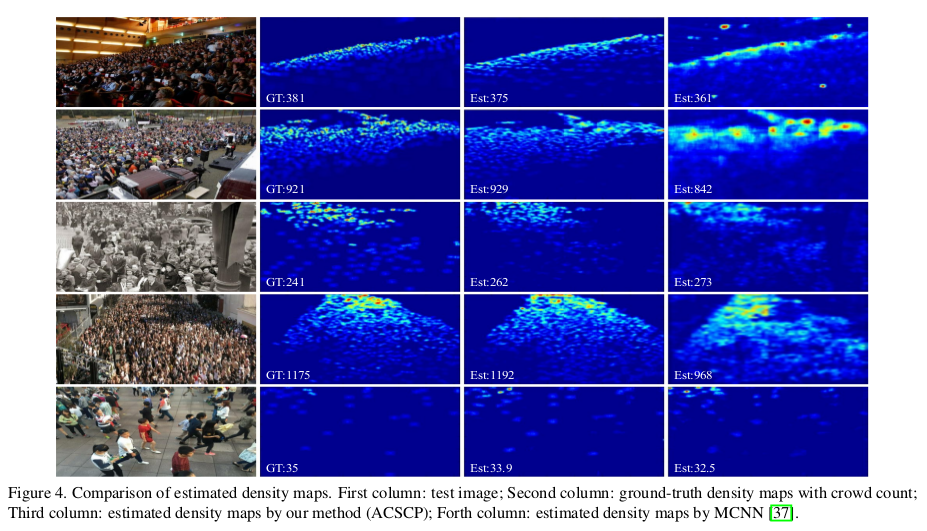 GT:381 Est:375 Est:361
GT:921 Est:929 Est:842
GT:241 Est:262 Est:273
GT:1175 Est:1192 Est:968
GT:35 Est:33.9 Est:32.5
Figure 4. Comparison of estimated density maps. First column: test image; Second column: ground-truth density maps with crowd count;
Third column: estimated density maps by our method (ACSCP); Forth column: estimated density maps by MCNN [37].